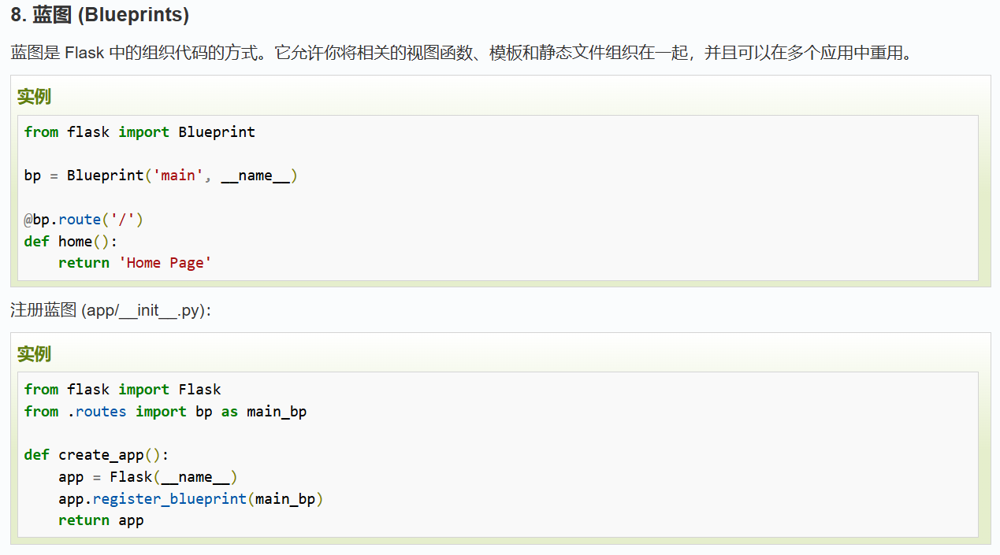 8. 蓝图 (Blueprints)
蓝图是 Flask 中的组织代码的方式。它允许你将相关的视图函数、模板和静态文件组织在一起，并且可以在多个应用中重用。
实例
from flask import Blueprint
bp = Blueprint('main', __name__)
@bp.route('/')
def home():
    return 'Home Page'
注册蓝图 (app/__init__.py)：
实例
from flask import Flask
from .routes import bp as main_bp
def create_app():
    app = Flask(__name__)
    app.register_blueprint(main_bp)
    return app